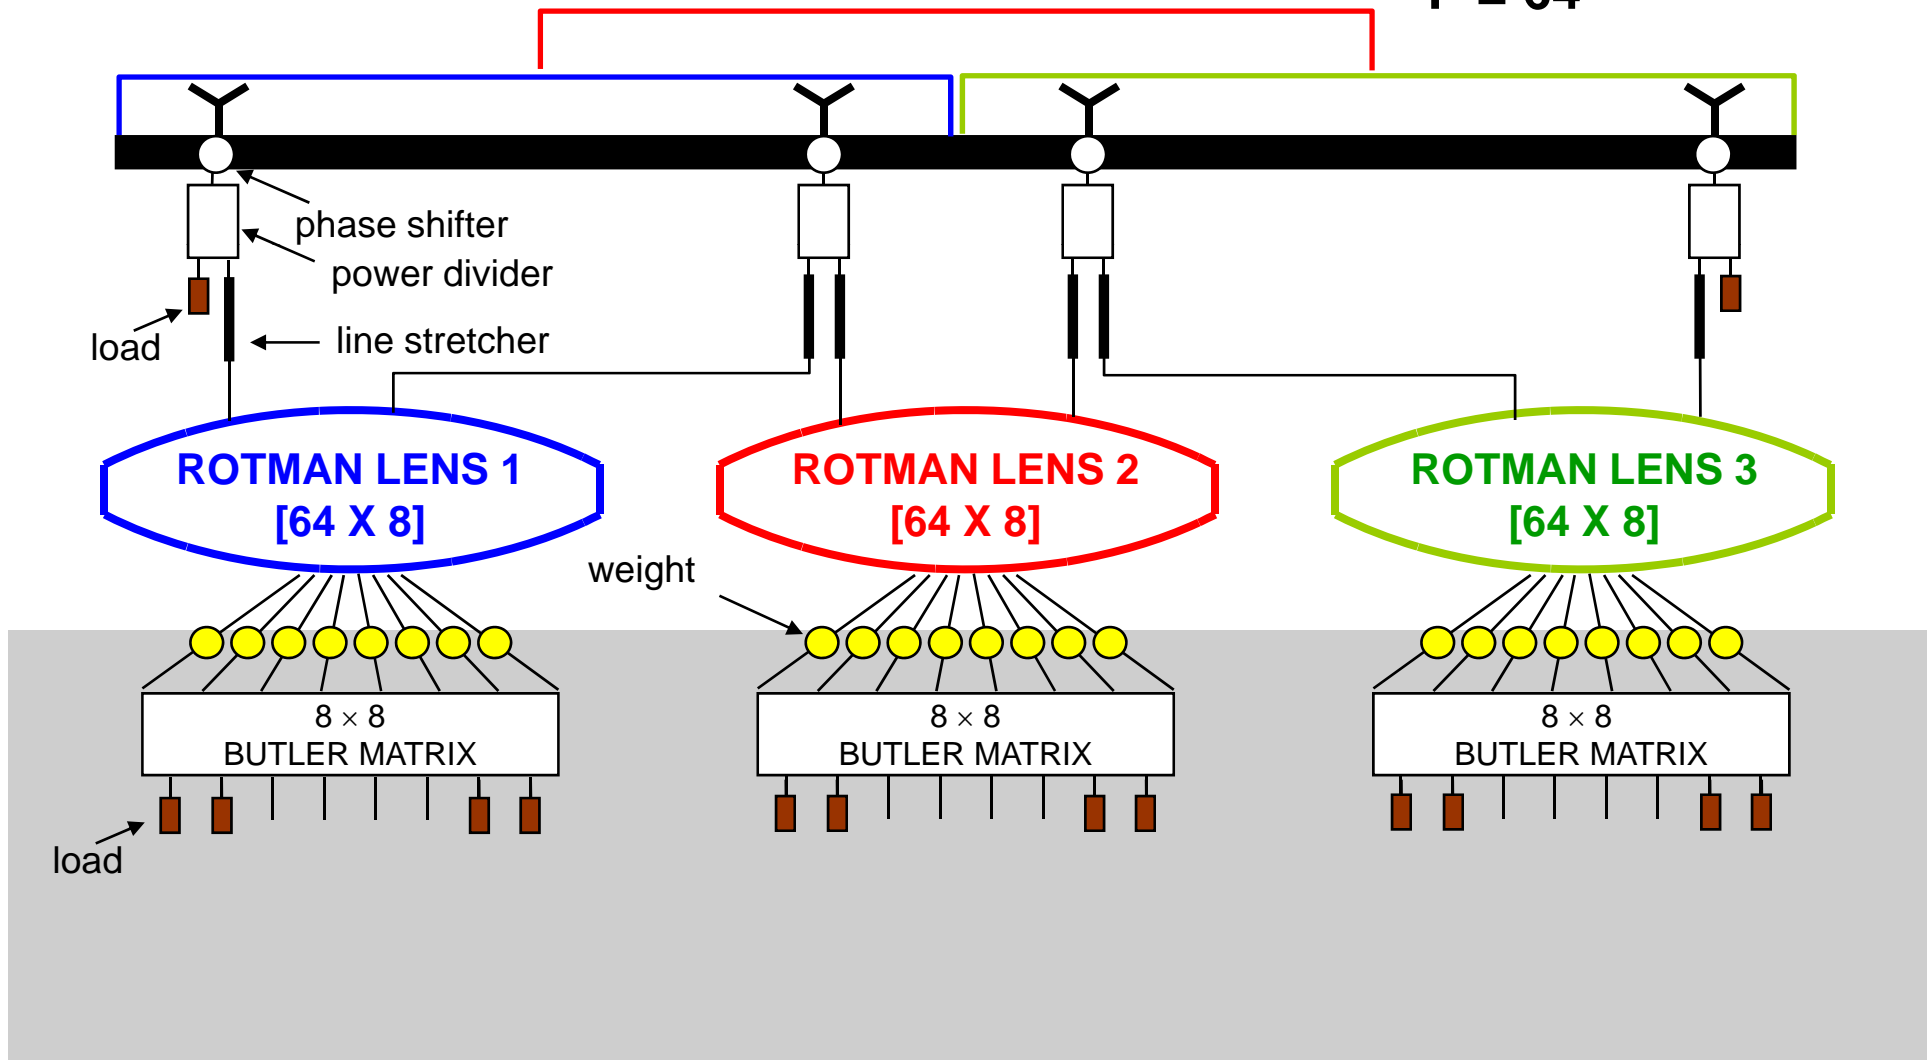 phase shifter
power divider
load
line stretcher
ROTMAN LENS 1
[64 X 8]
ROTMAN LENS 2
[64 X 8]
ROTMAN LENS 3
[64 X 8]
weight
8 × 8
BUTLER MATRIX
8 × 8
BUTLER MATRIX
8 × 8
BUTLER MATRIX
load